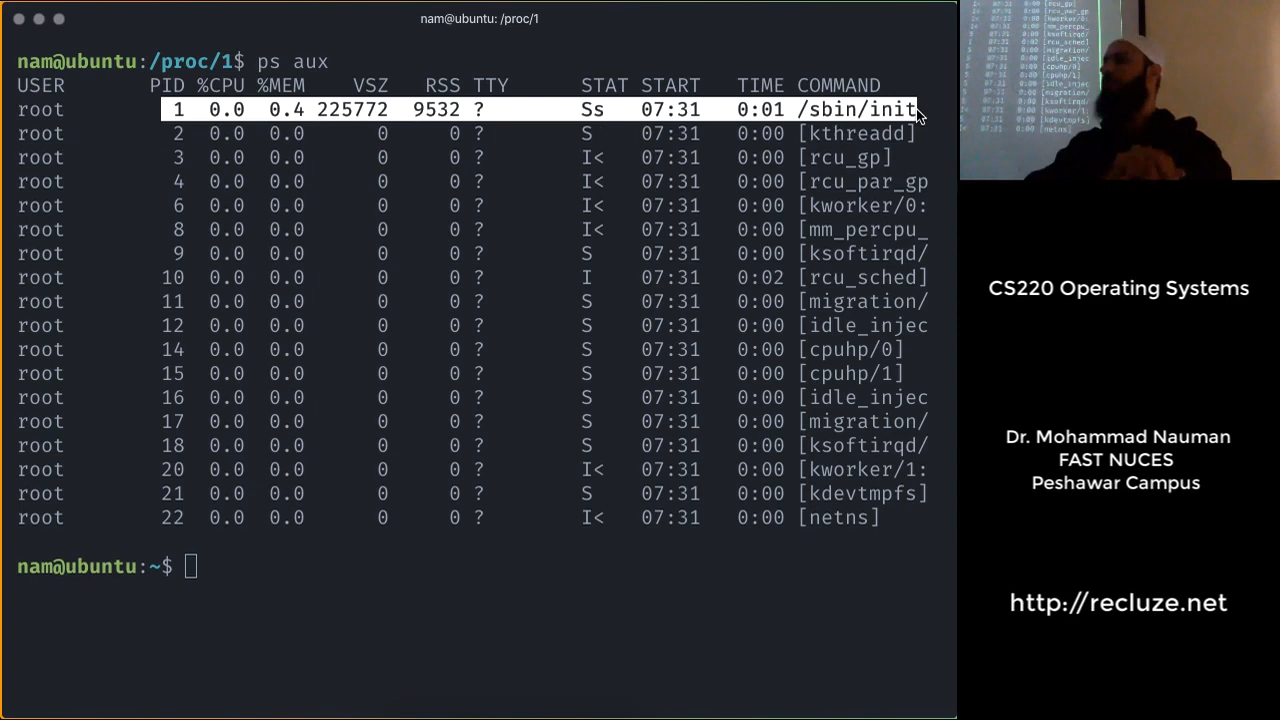 nam@ubuntu: /proc/1
nam@ubuntu:/proc/1$ ps aux
USER PID %CPU %MEM VSZ RSS TTY STAT START TIME COMMAND
root 1 0.0 0.4 225772 9532 ? Ss 07:31 0:01 /sbin/init
root 2 0.0 0.0 0 0 ? S 07:31 0:00 [kthreadd]
root 3 0.0 0.0 0 0 ? I< 07:31 0:00 [rcu_gp]
root 4 0.0 0.0 0 0 ? I< 07:31 0:00 [rcu_par_gp
root 6 0.0 0.0 0 0 ? I< 07:31 0:00 [kworker/0:
root 8 0.0 0.0 0 0 ? I< 07:31 0:00 [mm_percpu_
root 9 0.0 0.0 0 0 ? S 07:31 0:00 [ksoftirqd/
root 10 0.0 0.0 0 0 ? I 07:31 0:02 [rcu_sched]
root 11 0.0 0.0 0 0 ? S 07:31 0:00 [migration/
root 12 0.0 0.0 0 0 ? S 07:31 0:00 [idle_injec
root 14 0.0 0.0 0 0 ? S 07:31 0:00 [cpuhp/0]
root 15 0.0 0.0 0 0 ? S 07:31 0:00 [cpuhp/1]
root 16 0.0 0.0 0 0 ? S 07:31 0:00 [idle_injec
root 17 0.0 0.0 0 0 ? S 07:31 0:00 [migration/
root 18 0.0 0.0 0 0 ? S 07:31 0:00 [ksoftirqd/
root 20 0.0 0.0 0 0 ? I< 07:31 0:00 [kworker/1:
root 21 0.0 0.0 0 0 ? S 07:31 0:00 [kdevtmpfs]
root 22 0.0 0.0 0 0 ? I< 07:31 0:00 [netns]
nam@ubuntu:~$
CS220 Operating Systems
Dr. Mohammad Nauman
FAST NUCES
Peshawar Campus
http://recluze.net